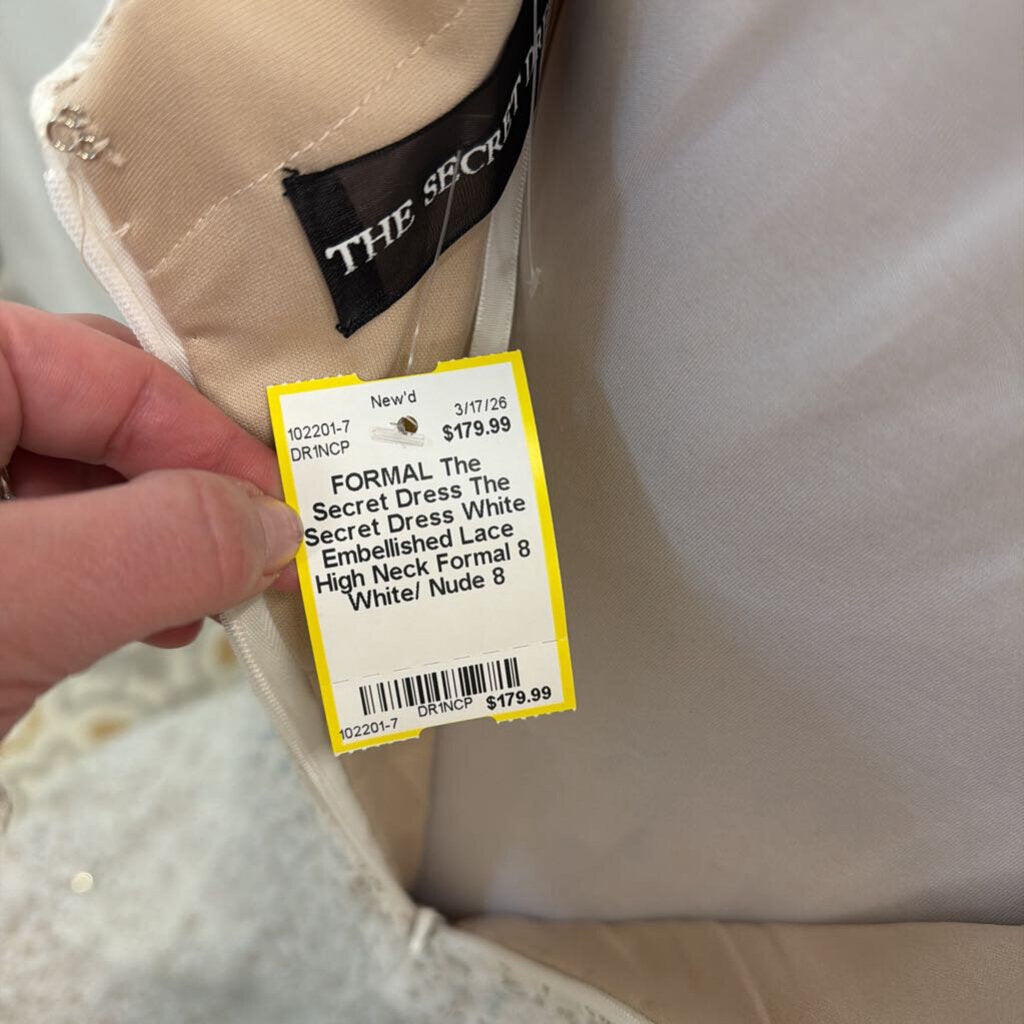 THE SECRET DRE
New'd
102201-7 3/17/26
DR1NCP $179.99
FORMAL The
Secret Dress The
Secret Dress White
Embellished Lace
High Neck Formal 8
White/ Nude 8
102201-7 DR1NCP $179.99